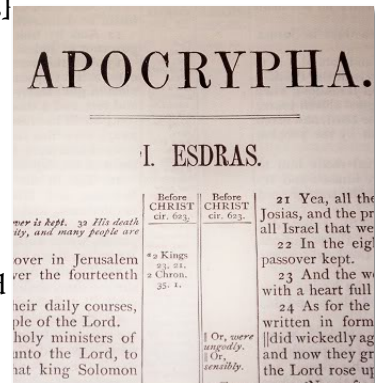 APOCRYPHA.
I. ESDRAS.
ver is kept. 32 His death
ity, and many people are
over in Jerusalem
ver the fourteenth
heir daily courses,
ple of the Lord.
holy ministers of
unto the Lord, to
at king Solomon
Before
CHRIST
cir. 623.
a 2 Kings
23. 21.
2 Chron.
35. 1.
Before
CHRIST
cir. 623.
|| Or, were
ungodly.
|| Or,
sensibly.
21 Yea, all the
Josias, and the pr
all Israel that we
22 In the eigh
passover kept.
23 And the w
with a heart full
24 As for the
written in form
||did wickedly ag
and now they gr
the Lord rose u